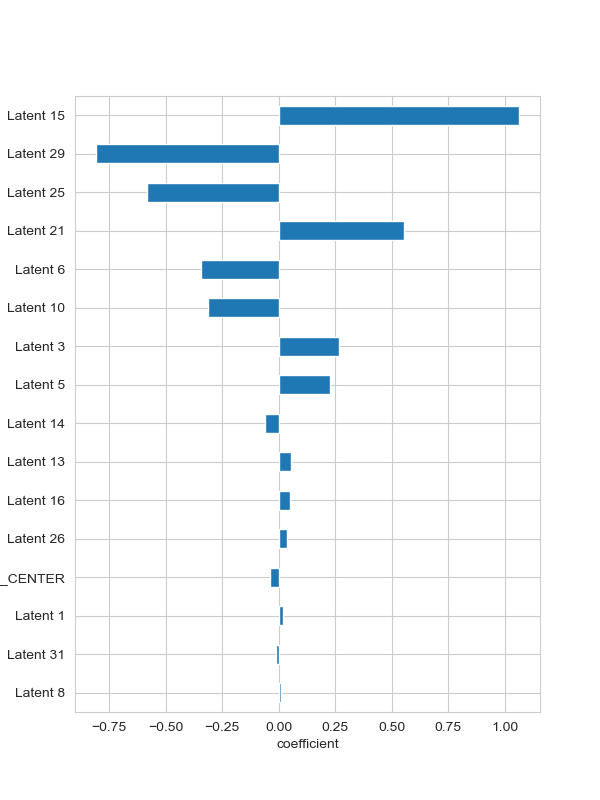 Latent 15
Latent 29
Latent 25
Latent 21
Latent 6
Latent 10
Latent 3
Latent 5
Latent 14
Latent 13
Latent 16
Latent 26
_CENTER
Latent 1
Latent 31
Latent 8
−0.75 −0.50 −0.25 0.00 0.25 0.50 0.75 1.00
coefficient